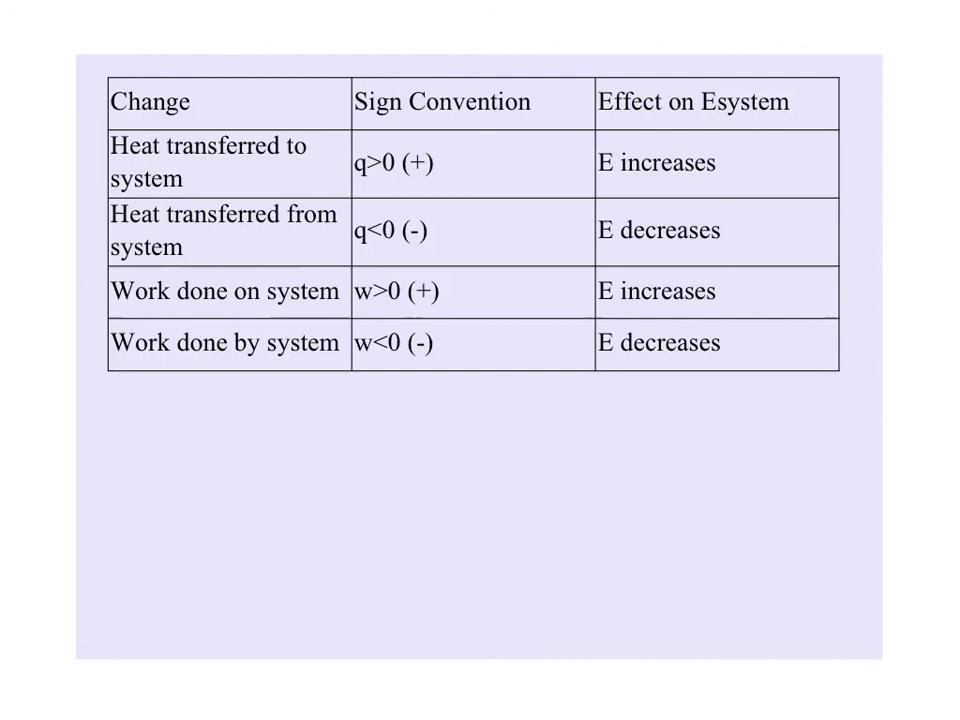 Change Sign Convention Effect on Esystem
Heat transferred to
system
q>0 (+) E increases
Heat transferred from
system
q<0 (-) E decreases
Work done on system w>0 (+) E increases
Work done by system w<0 (-) E decreases